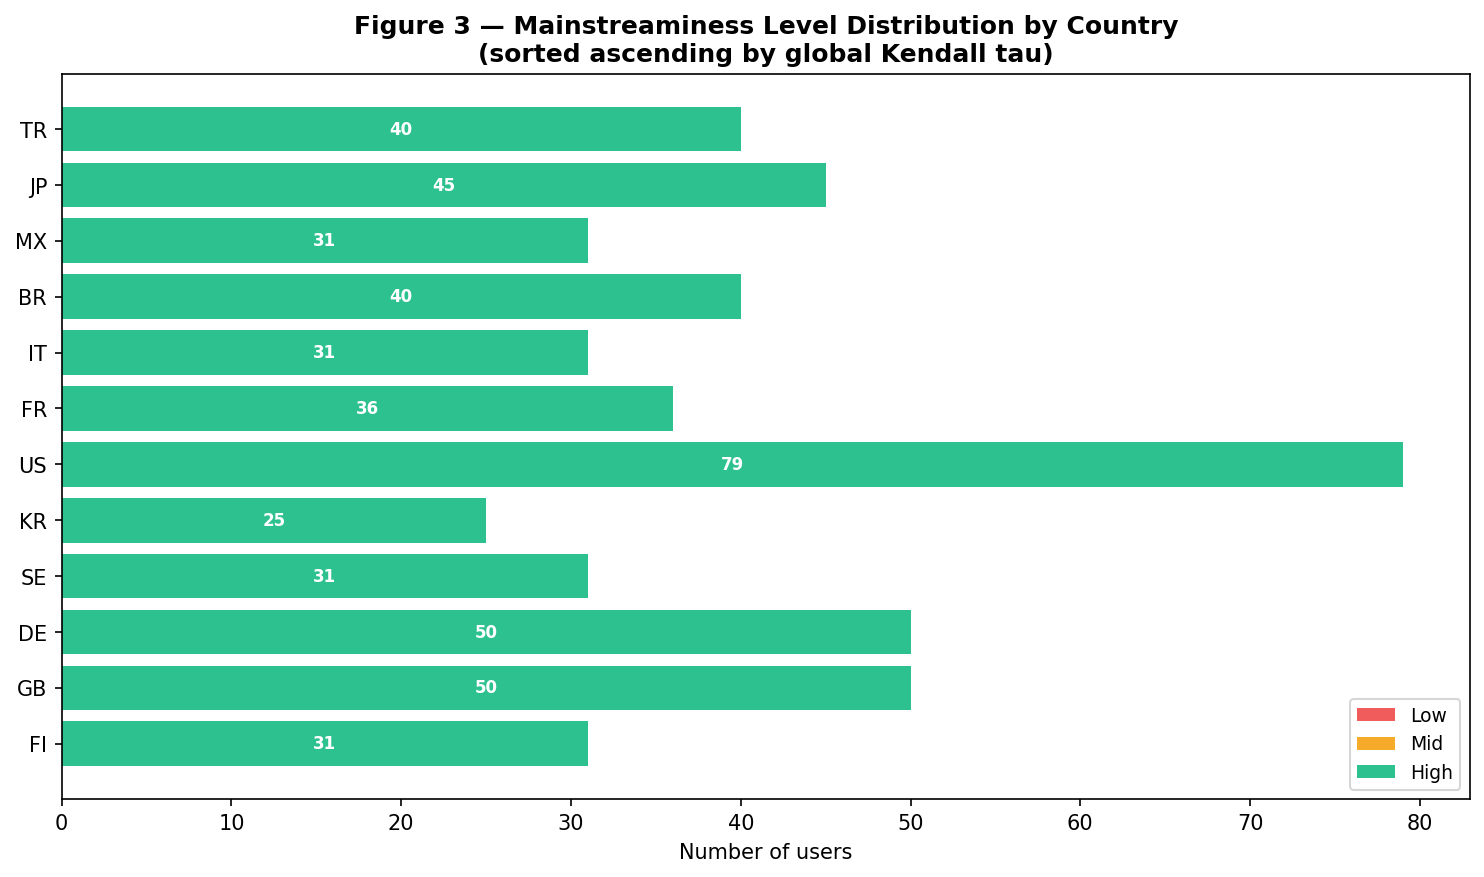 Figure 3 — Mainstreaminess Level Distribution by Country
(sorted ascending by global Kendall tau)
TR 40
JP 45
MX 31
BR 40
IT 31
FR 36
US 79
KR 25
SE 31
DE 50
GB 50
FI 31
Low
Mid
High
0 10 20 30 40 50 60 70 80
Number of users